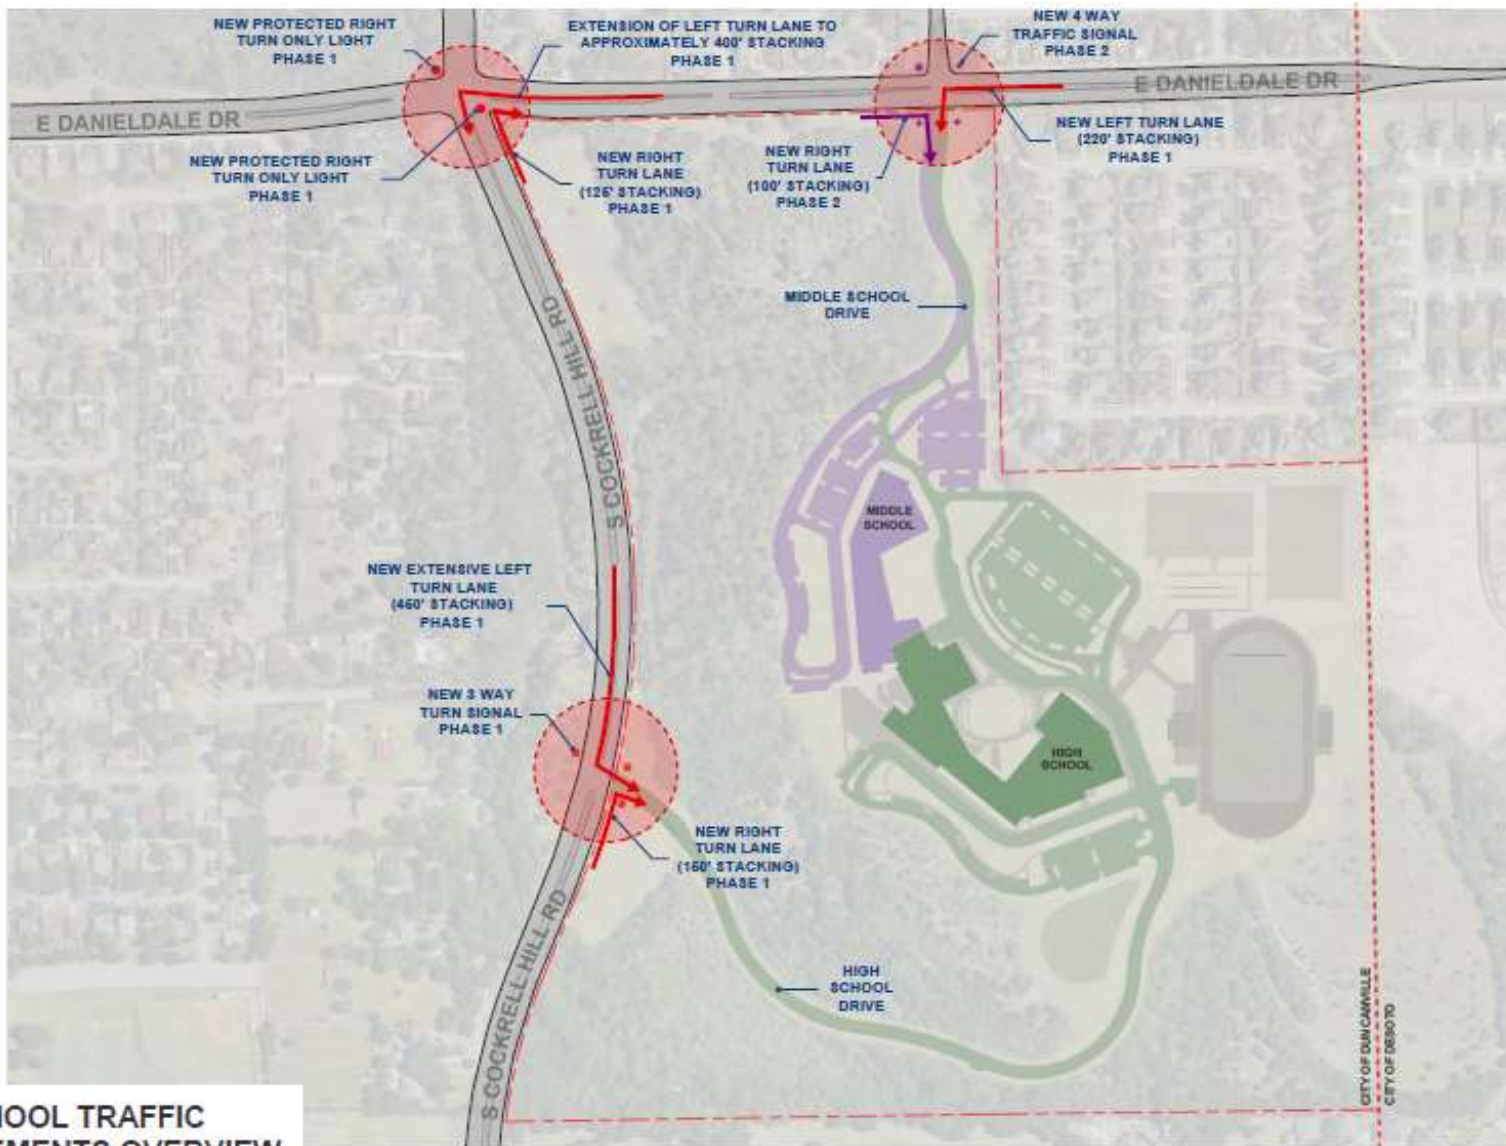 NEW PROTECTED RIGHT
TURN ONLY LIGHT
PHASE 1
EXTENSION OF LEFT TURN LANE TO
APPROXIMATELY 400' STACKING
PHASE 1
NEW 4 WAY
TRAFFIC SIGNAL
PHASE 2
E DANIELDALE DR
E DANIELDALE DR
NEW PROTECTED RIGHT
TURN ONLY LIGHT
PHASE 1
NEW RIGHT
TURN LANE
(125' STACKING)
PHASE 1
NEW RIGHT
TURN LANE
(100' STACKING)
PHASE 2
NEW LEFT TURN LANE
(220' STACKING)
PHASE 1
MIDDLE SCHOOL
DRIVE
S COCKRELL HILL RD
MIDDLE
SCHOOL
NEW EXTENSIVE LEFT
TURN LANE
(450' STACKING)
PHASE 1
NEW 3 WAY
TURN SIGNAL
PHASE 1
HIGH
SCHOOL
NEW RIGHT
TURN LANE
(150' STACKING)
PHASE 1
S COCKRELL HILL RD
HIGH
SCHOOL
DRIVE
CITY OF DUNCANVILLE
CITY OF DESOTO
HOOL TRAFFIC
EMENTS OVERVIEW